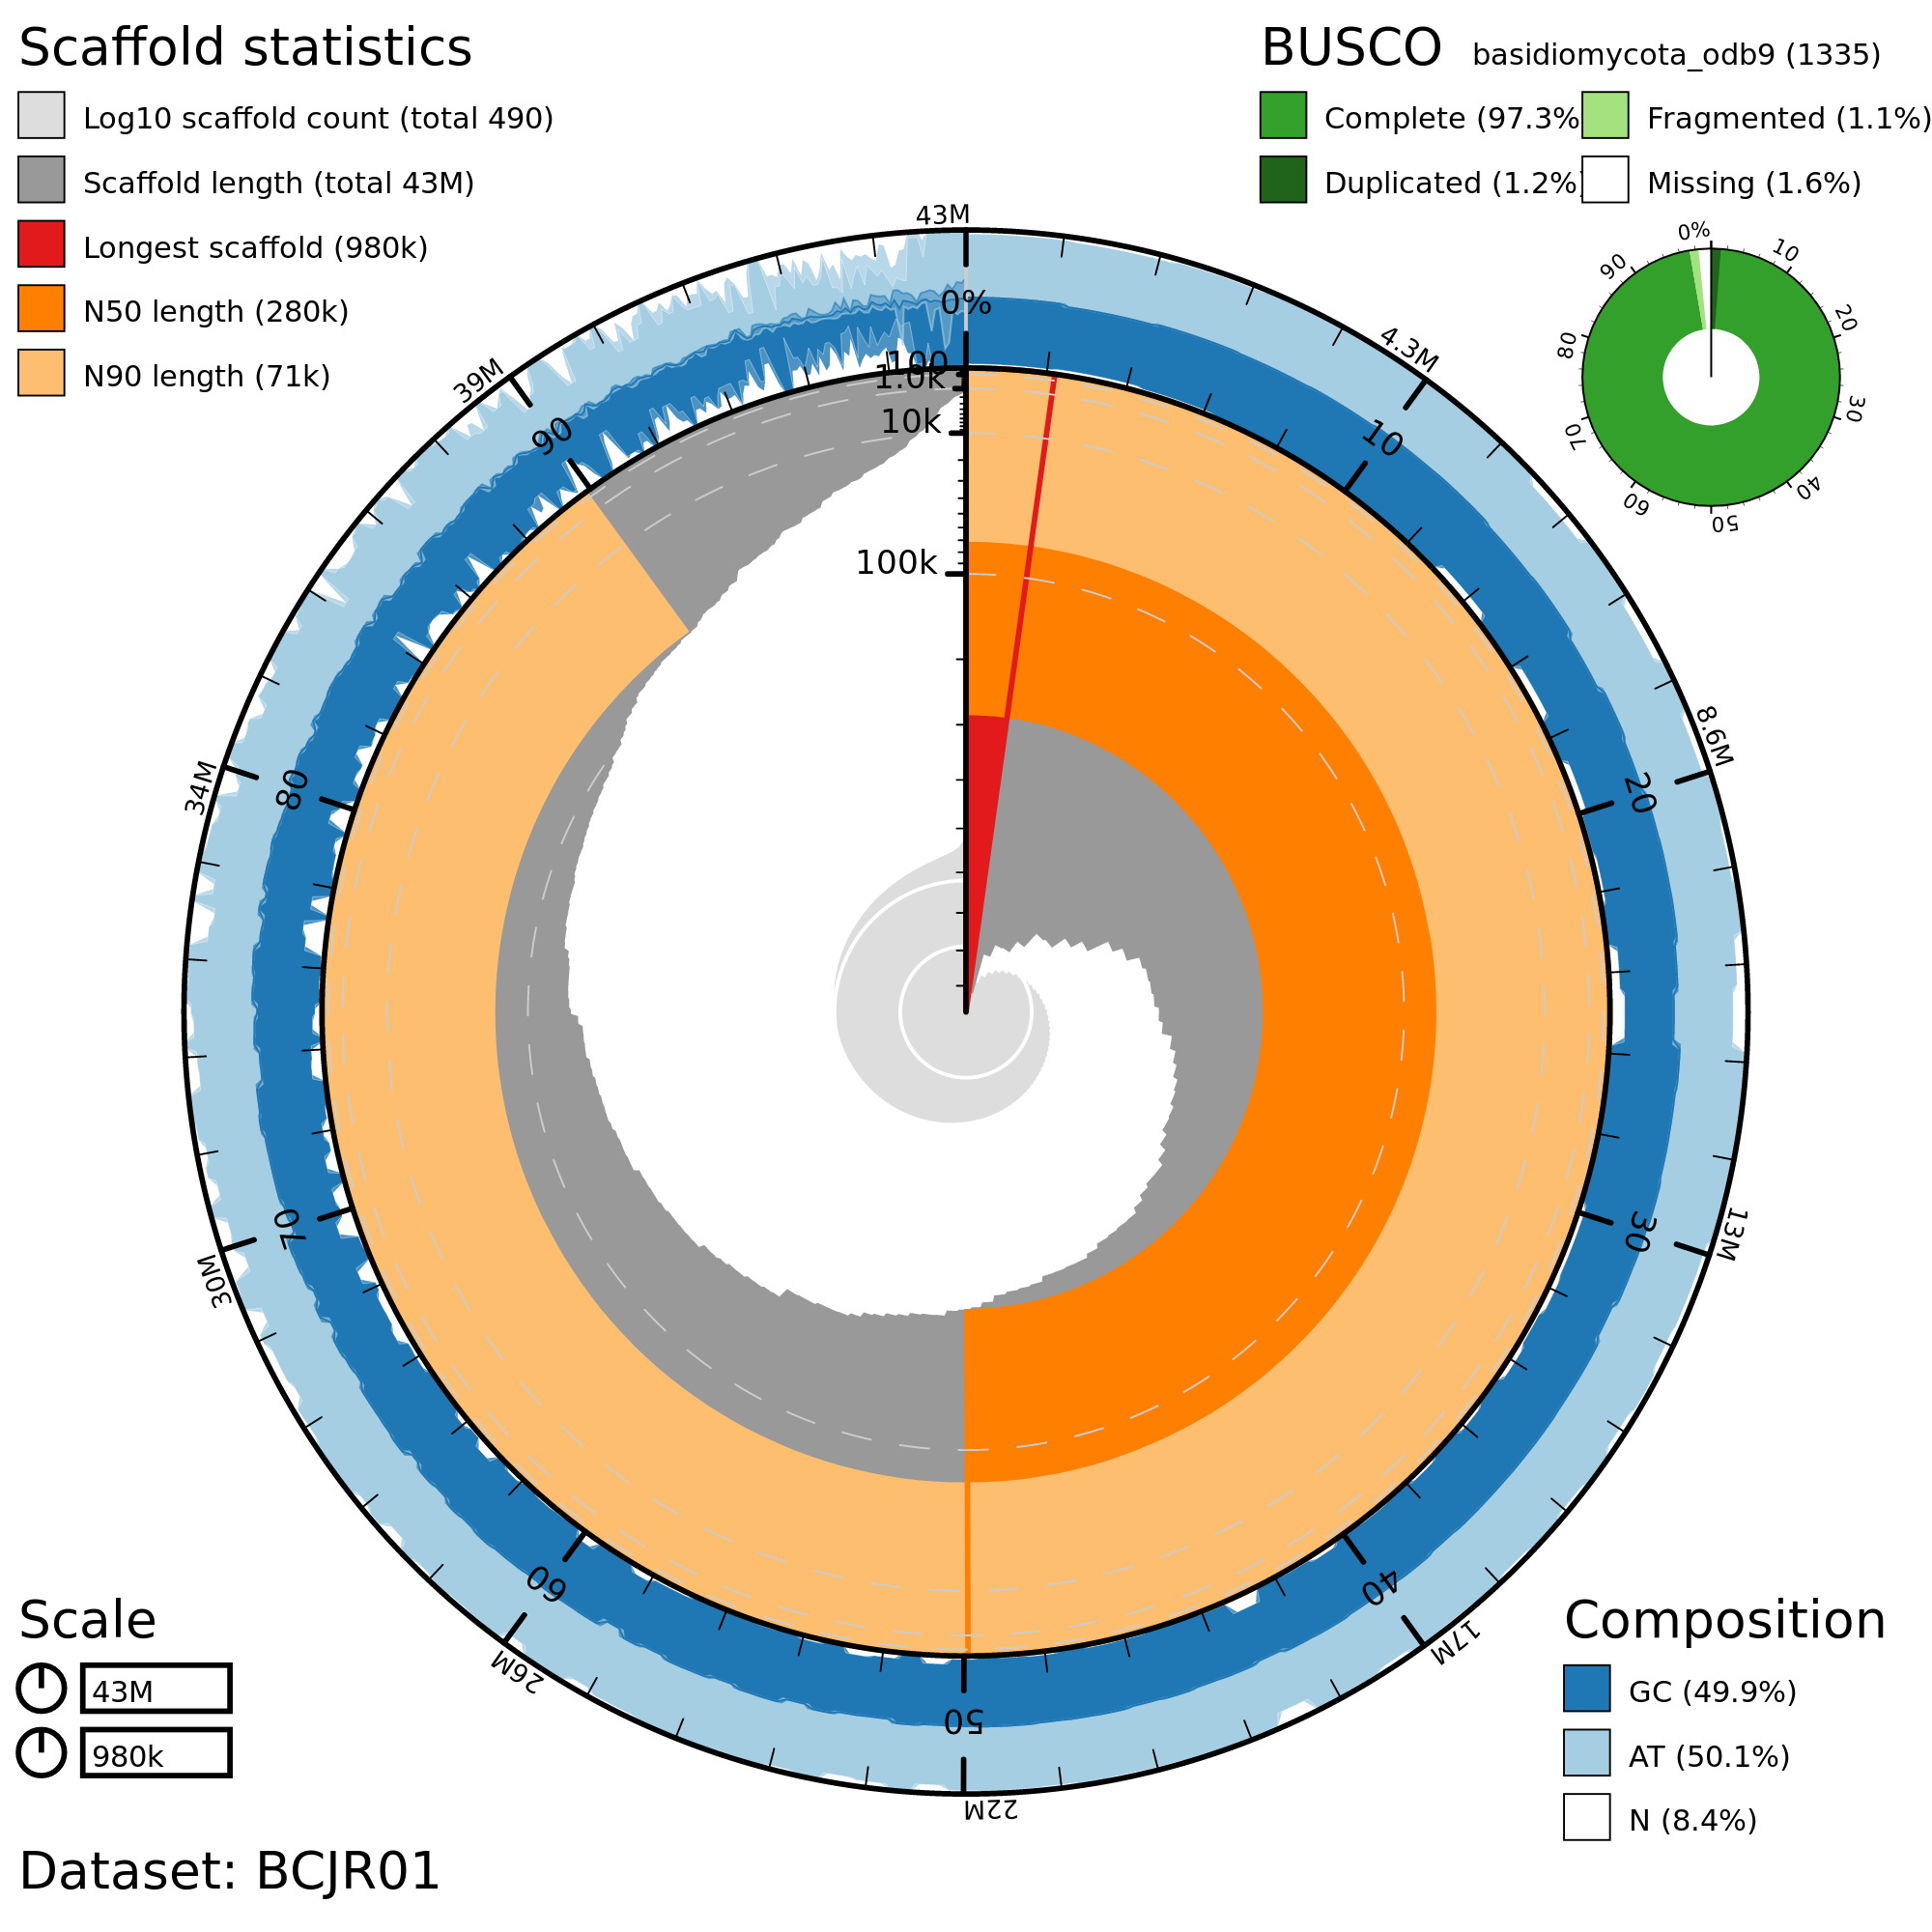 Scaffold statistics
Log10 scaffold count (total 490)
Scaffold length (total 43M)
Longest scaffold (980k)
N50 length (280k)
N90 length (71k)
BUSCO basidiomycota_odb9 (1335)
Complete (97.3% Fragmented (1.1%)
Duplicated (1.2%) Missing (1.6%)
0%
10
20
30
40
50
60
70
80
90
43M
4.3M
8.6M
13M
17M
22M
26M
30M
34M
39M
0%
10
20
30
40
50
60
70
80
90
100
1.0k
10k
100k
Scale
43M
980k
Composition
GC (49.9%)
AT (50.1%)
N (8.4%)
Dataset: BCJR01